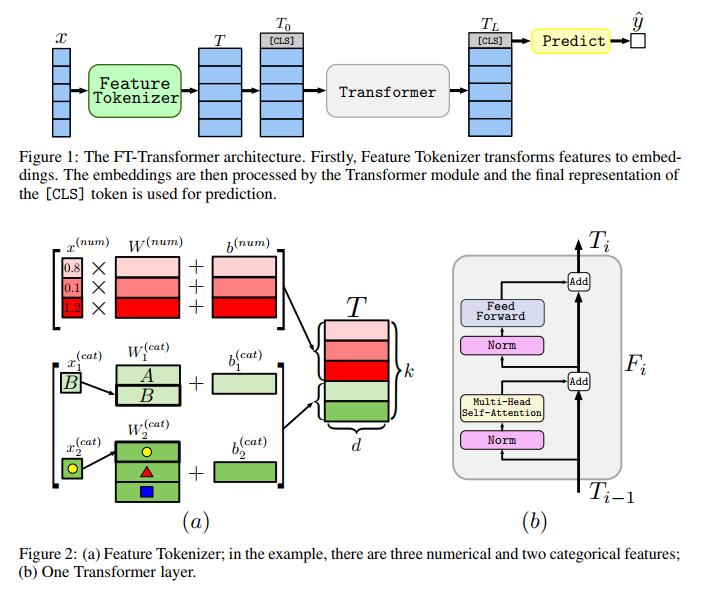 x
T
T₀
[CLS]
T_L
[CLS]
ŷ
Feature
Tokenizer
Transformer
Predict
Figure 1: The FT-Transformer architecture. Firstly, Feature Tokenizer transforms features to embed-
dings. The embeddings are then processed by the Transformer module and the final representation of
the [CLS] token is used for prediction.
x^(num) W^(num) b^(num)
0.8 × +
0.1 × +
1.2 × +
x₁^(cat) W₁^(cat) b₁^(cat)
B A +
B
x₂^(cat) W₂^(cat) b₂^(cat)
+
T
k
d
(a)
T_i
Add
Feed
Forward
Norm
F_i
Add
Multi-Head
Self-Attention
Norm
T_{i−1}
(b)
Figure 2: (a) Feature Tokenizer; in the example, there are three numerical and two categorical features;
(b) One Transformer layer.